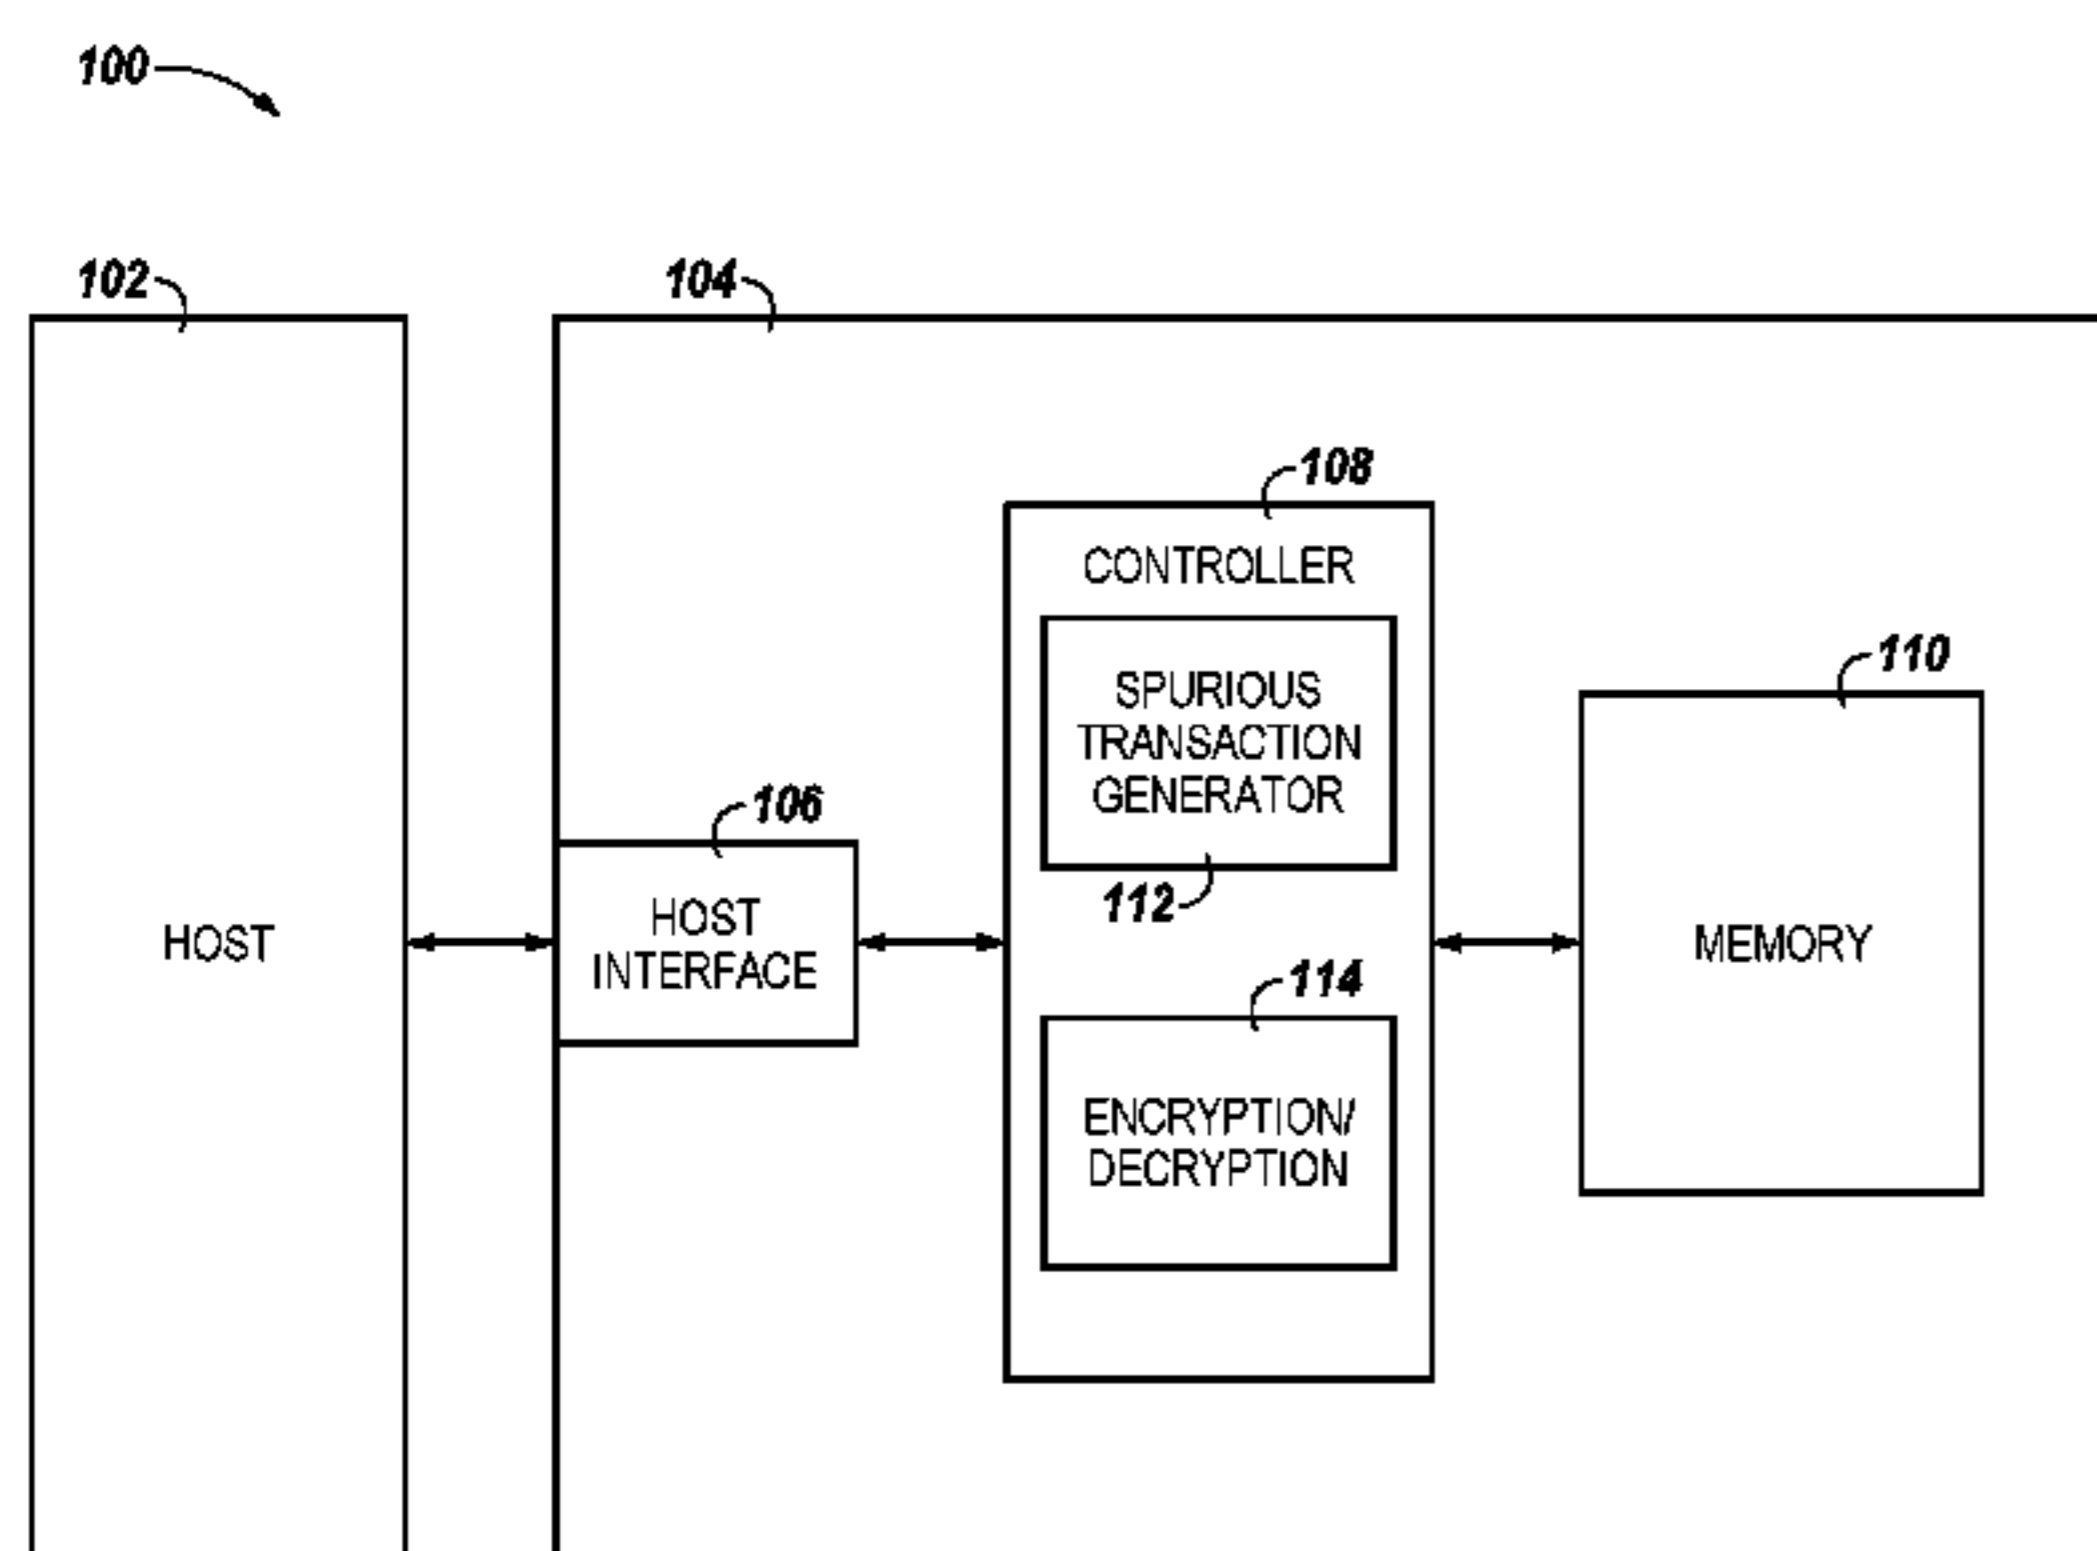 100
102
104
108
CONTROLLER
SPURIOUS
TRANSACTION
GENERATOR
112
110
106
HOST
HOST
INTERFACE
MEMORY
114
ENCRYPTION/
DECRYPTION